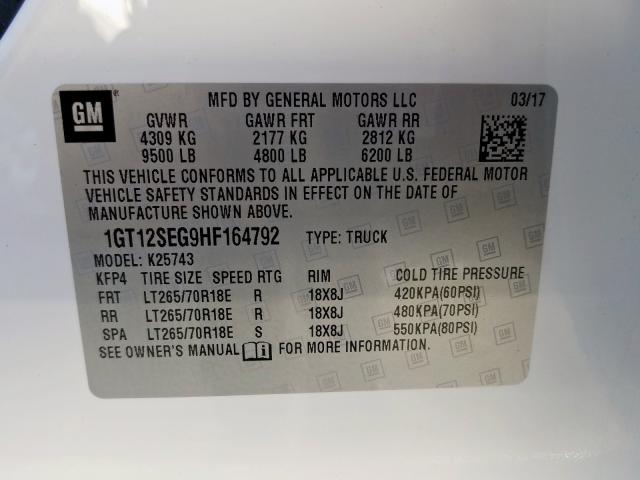 GM
MFD BY GENERAL MOTORS LLC 03/17
GVWR GAWR FRT GAWR RR
4309 KG 2177 KG 2812 KG
9500 LB 4800 LB 6200 LB
THIS VEHICLE CONFORMS TO ALL APPLICABLE U.S. FEDERAL MOTOR
VEHICLE SAFETY STANDARDS IN EFFECT ON THE DATE OF
MANUFACTURE SHOWN ABOVE.
1GT12SEG9HF164792 TYPE: TRUCK
MODEL: K25743
KFP4 TIRE SIZE SPEED RTG RIM COLD TIRE PRESSURE
FRT LT265/70R18E R 18X8J 420KPA(60PSI)
RR LT265/70R18E R 18X8J 480KPA(70PSI)
SPA LT265/70R18E S 18X8J 550KPA(80PSI)
SEE OWNER'S MANUAL FOR MORE INFORMATION.